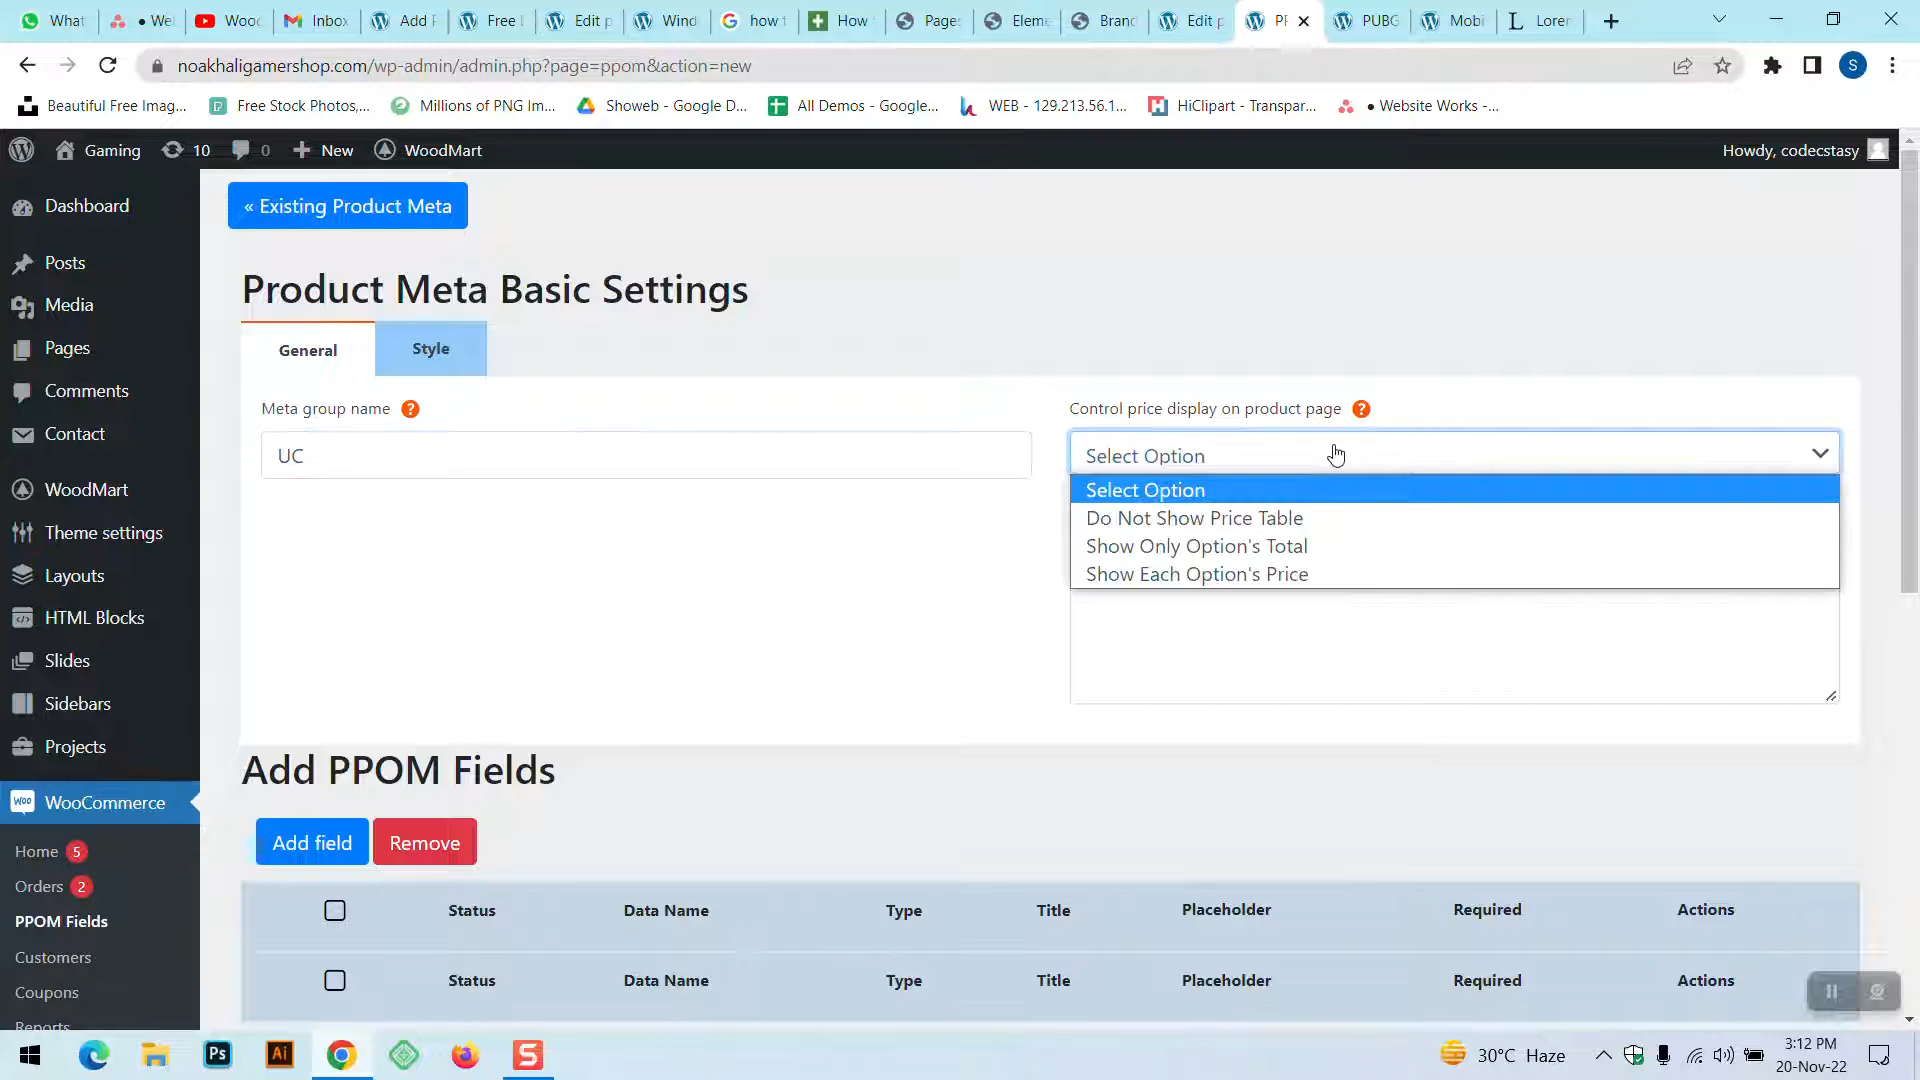 What
We
Wooc
Inbox
Add P
Free
Edit p
Wind
how t
How
Pages
Eleme
Branc
Edit p
PP
PUBG
Mobi
Loren
noakhaligamershop.com/wp-admin/admin.php?page=ppom&action=new
S
Beautiful Free Imag...
Free Stock Photos,...
Millions of PNG Im...
Showeb - Google D...
All Demos - Google...
WEB - 129.213.56.1...
HiClipart - Transpar...
Website Works -...
Gaming
10
0
New
WoodMart
Howdy, codecstasy
Dashboard
Posts
Media
Pages
Comments
Contact
WoodMart
Theme settings
Layouts
HTML Blocks
Slides
Sidebars
Projects
WooCommerce
Home 5
Orders 2
PPOM Fields
Customers
Coupons
Reports
« Existing Product Meta
Product Meta Basic Settings
General
Style
Meta group name ?
UC
Control price display on product page ?
Select Option
Select Option
Do Not Show Price Table
Show Only Option's Total
Show Each Option's Price
Add PPOM Fields
Add field
Remove
Status Data Name Type Title Placeholder Required Actions
Status Data Name Type Title Placeholder Required Actions
Ps
Ai
S
30°C Haze
3:12 PM
20-Nov-22